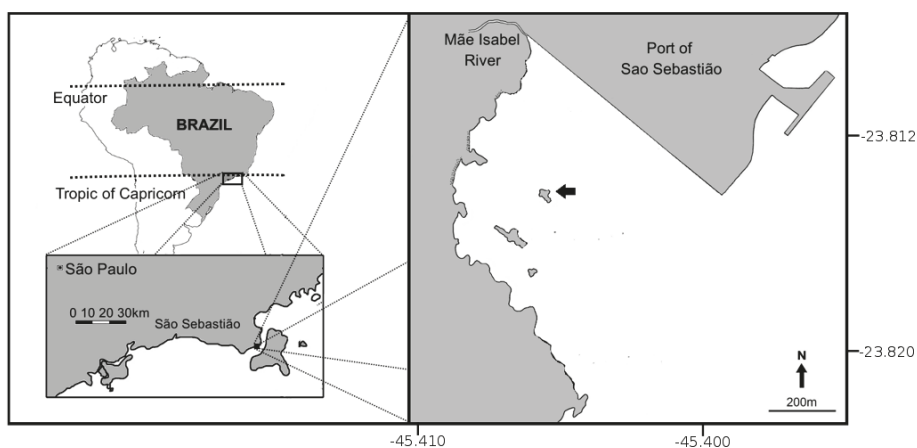 Equator
BRAZIL
Tropic of Capricorn
São Paulo
0 10 20 30km
São Sebastião
Mãe Isabel
River
Port of
Sao Sebastião
-23.812
-23.820
N
200m
-45.410
-45.400